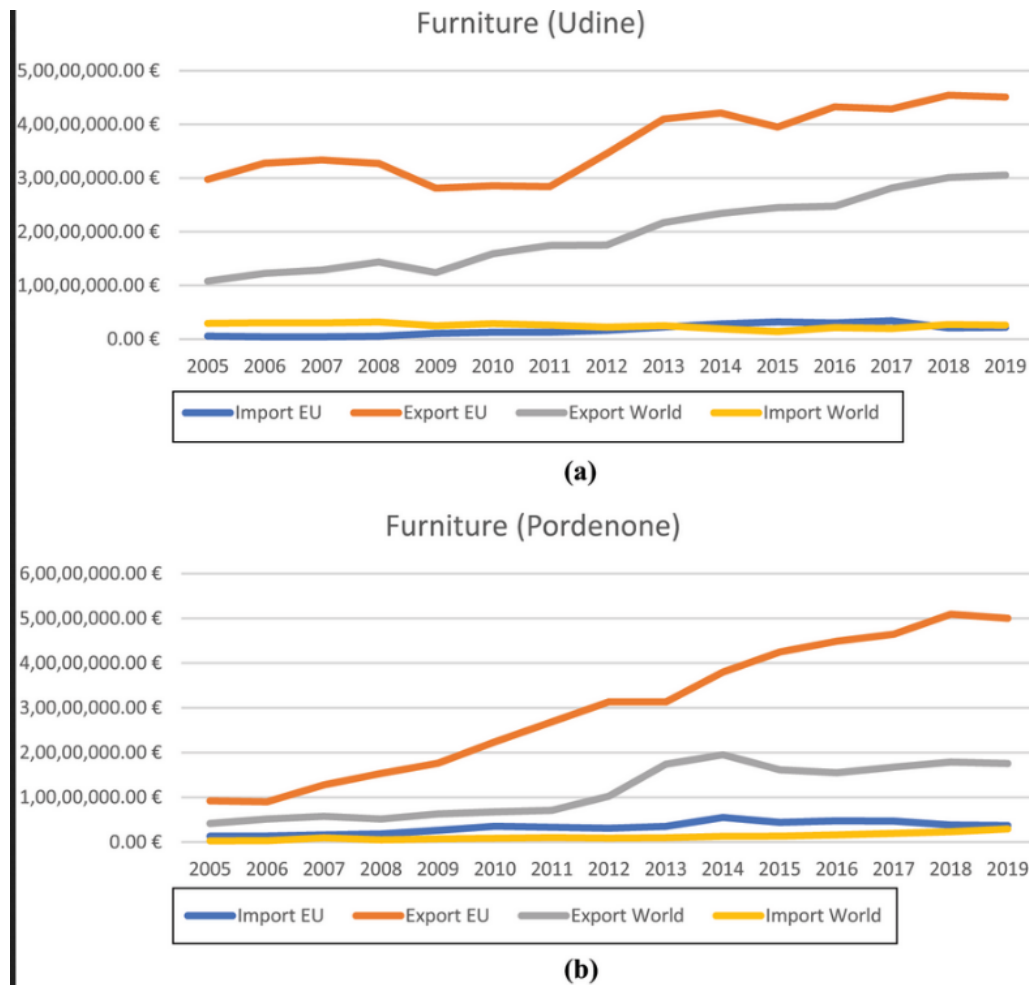 Furniture (Udine)
5,00,00,000.00 €
4,00,00,000.00 €
3,00,00,000.00 €
2,00,00,000.00 €
1,00,00,000.00 €
0.00 €
2005 2006 2007 2008 2009 2010 2011 2012 2013 2014 2015 2016 2017 2018 2019
Import EU Export EU Export World Import World
(a)
Furniture (Pordenone)
6,00,00,000.00 €
5,00,00,000.00 €
4,00,00,000.00 €
3,00,00,000.00 €
2,00,00,000.00 €
1,00,00,000.00 €
0.00 €
2005 2006 2007 2008 2009 2010 2011 2012 2013 2014 2015 2016 2017 2018 2019
Import EU Export EU Export World Import World
(b)